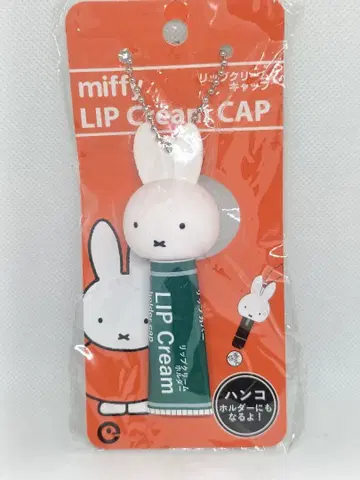 miffy
リップクリーム
キャップ
LIP Cream CAP
LIP Cream
holder cap
リップクリーム
ホルダー
ハンコ
ホルダーにも
なるよ!